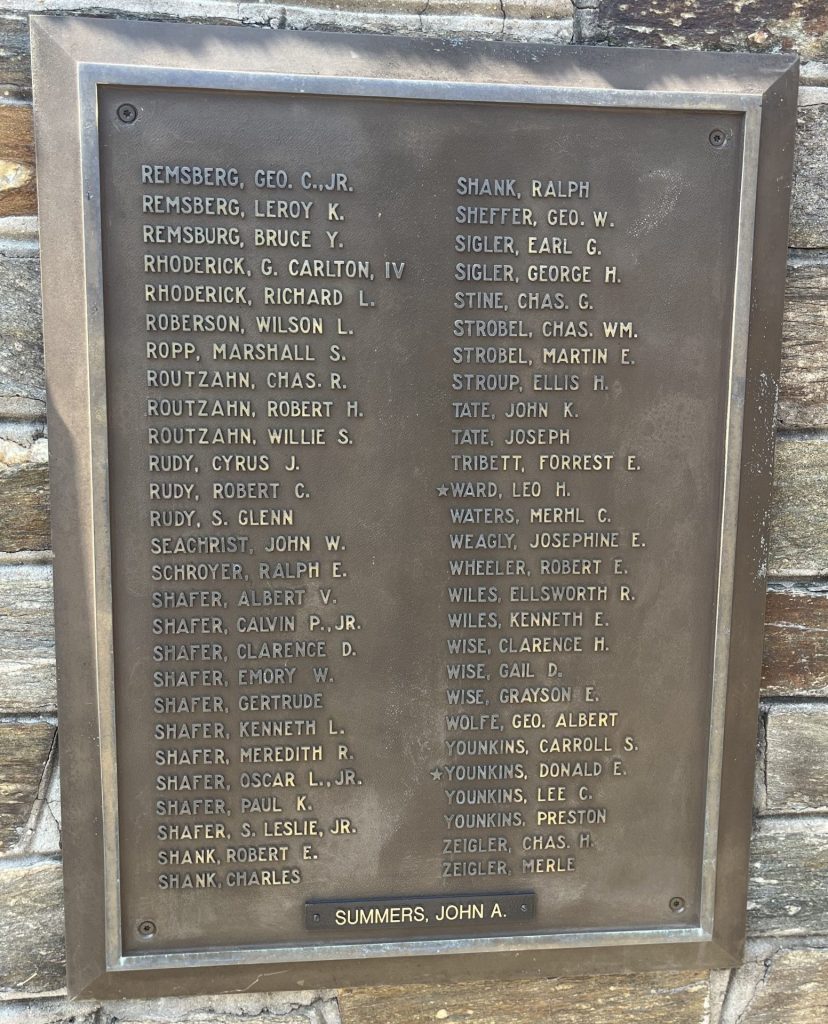 REMSBERG, GEO. C., JR.
REMSBERG, LEROY K.
REMSBURG, BRUCE Y.
RHODERICK, G. CARLTON, IV
RHODERICK, RICHARD L.
ROBERSON, WILSON L.
ROPP, MARSHALL S.
ROUTZAHN, CHAS. R.
ROUTZAHN, ROBERT H.
ROUTZAHN, WILLIE S.
RUDY, CYRUS J.
RUDY, ROBERT C.
RUDY, S. GLENN
SEACHRIST, JOHN W.
SCHROYER, RALPH E.
SHAFER, ALBERT V.
SHAFER, CALVIN P., JR.
SHAFER, CLARENCE D.
SHAFER, EMORY W.
SHAFER, GERTRUDE
SHAFER, KENNETH L.
SHAFER, MEREDITH R.
SHAFER, OSCAR L., JR.
SHAFER, PAUL K.
SHAFER, S. LESLIE, JR.
SHANK, ROBERT E.
SHANK, CHARLES
SHANK, RALPH
SHEFFER, GEO. W.
SIGLER, EARL G.
SIGLER, GEORGE H.
STINE, CHAS. G.
STROBEL, CHAS. WM.
STROBEL, MARTIN E.
STROUP, ELLIS H.
TATE, JOHN K.
TATE, JOSEPH
TRIBETT, FORREST E.
★WARD, LEO H.
WATERS, MERHL C.
WEAGLY, JOSEPHINE E.
WHEELER, ROBERT E.
WILES, ELLSWORTH R.
WILES, KENNETH E.
WISE, CLARENCE H.
WISE, GAIL D.
WISE, GRAYSON E.
WOLFE, GEO. ALBERT
YOUNKINS, CARROLL S.
★YOUNKINS, DONALD E.
YOUNKINS, LEE C.
YOUNKINS, PRESTON
ZEIGLER, CHAS. H.
ZEIGLER, MERLE
SUMMERS, JOHN A.